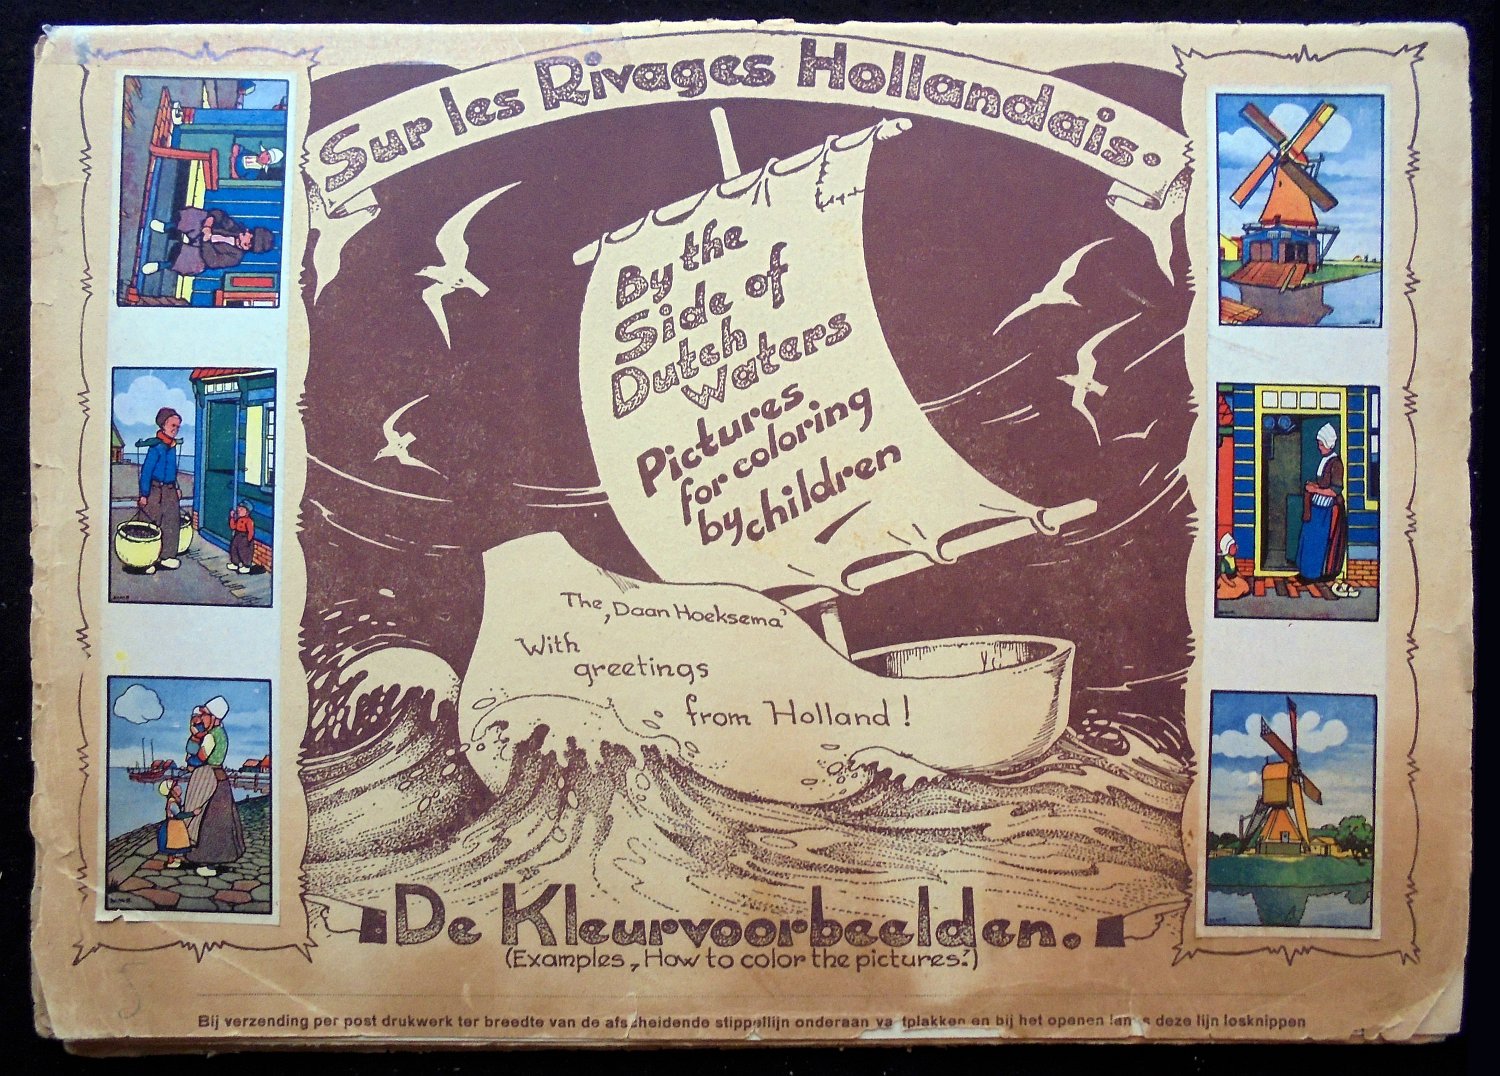 Sur les Rivages Hollandais.
By the
Side of
Dutch
Waters
Pictures
for coloring
by children
The 'Daan Hoeksema'
With
greetings
from Holland!
De Kleurvoorbeelden.
(Examples, 'How to color the pictures.')
Bij verzending per post drukwerk ter breedte van de afscheidende stippellijn onderaan en bij het openen deze lijn losknippen